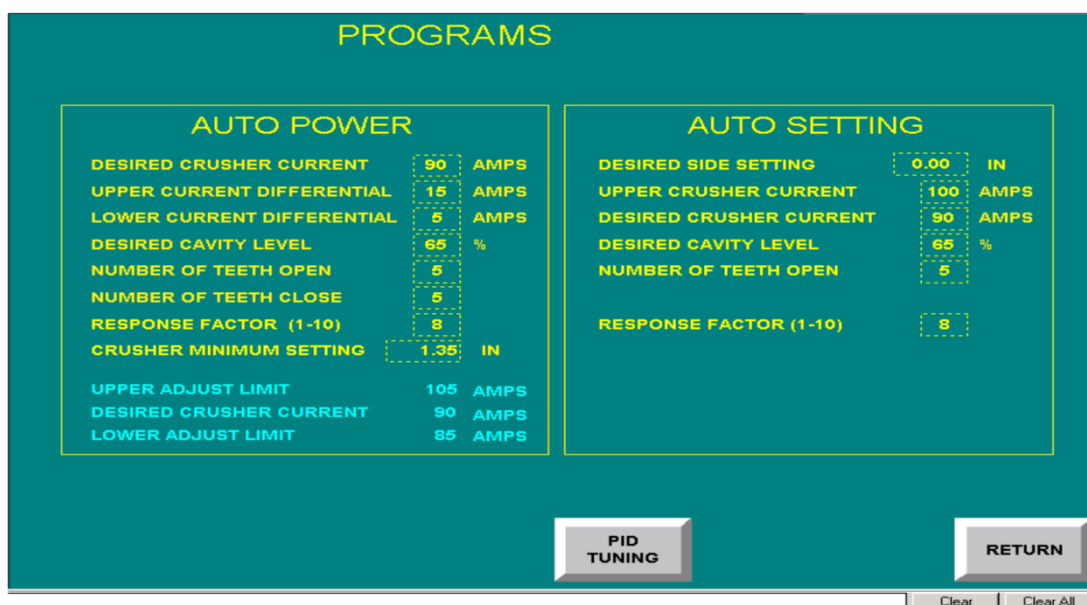 PROGRAMS
AUTO POWER
DESIRED CRUSHER CURRENT 90 AMPS
UPPER CURRENT DIFFERENTIAL 15 AMPS
LOWER CURRENT DIFFERENTIAL 5 AMPS
DESIRED CAVITY LEVEL 65 %
NUMBER OF TEETH OPEN 5
NUMBER OF TEETH CLOSE 5
RESPONSE FACTOR (1-10) 8
CRUSHER MINIMUM SETTING 1.35 IN
UPPER ADJUST LIMIT 105 AMPS
DESIRED CRUSHER CURRENT 90 AMPS
LOWER ADJUST LIMIT 85 AMPS
AUTO SETTING
DESIRED SIDE SETTING 0.00 IN
UPPER CRUSHER CURRENT 100 AMPS
DESIRED CRUSHER CURRENT 90 AMPS
DESIRED CAVITY LEVEL 65 %
NUMBER OF TEETH OPEN 5
RESPONSE FACTOR (1-10) 8
PID
TUNING
RETURN
Clear Clear All